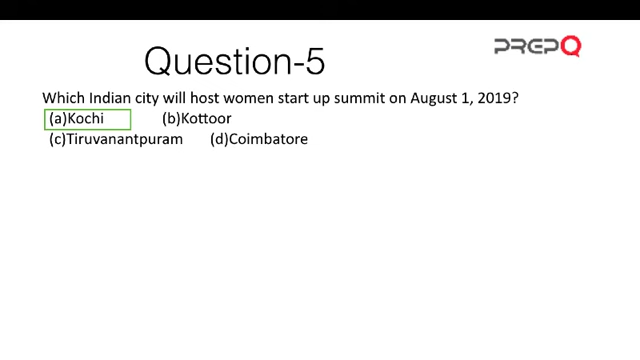 PREPQ
Question-5
Which Indian city will host women start up summit on August 1, 2019?
(a)Kochi (b)Kottoor
(c)Tiruvanantpuram (d)Coimbatore